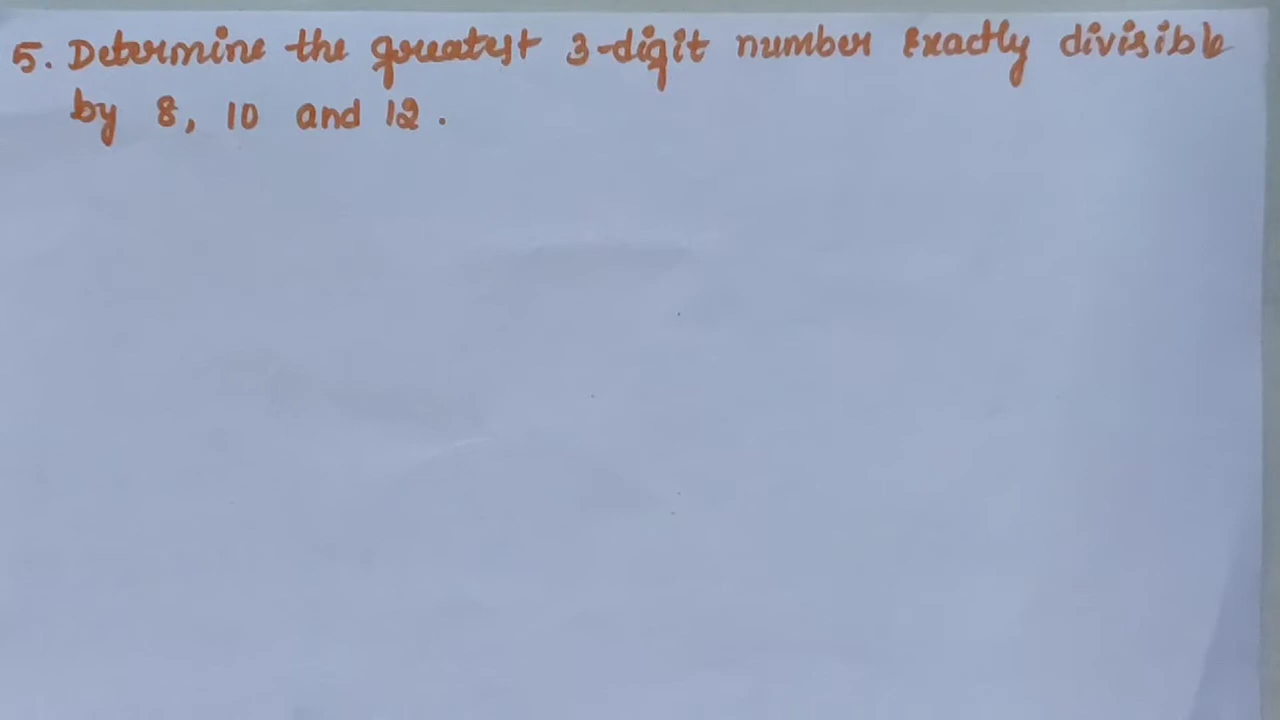 5. Determine the greatest 3-digit number Exactly divisible
by 8, 10 and 12.